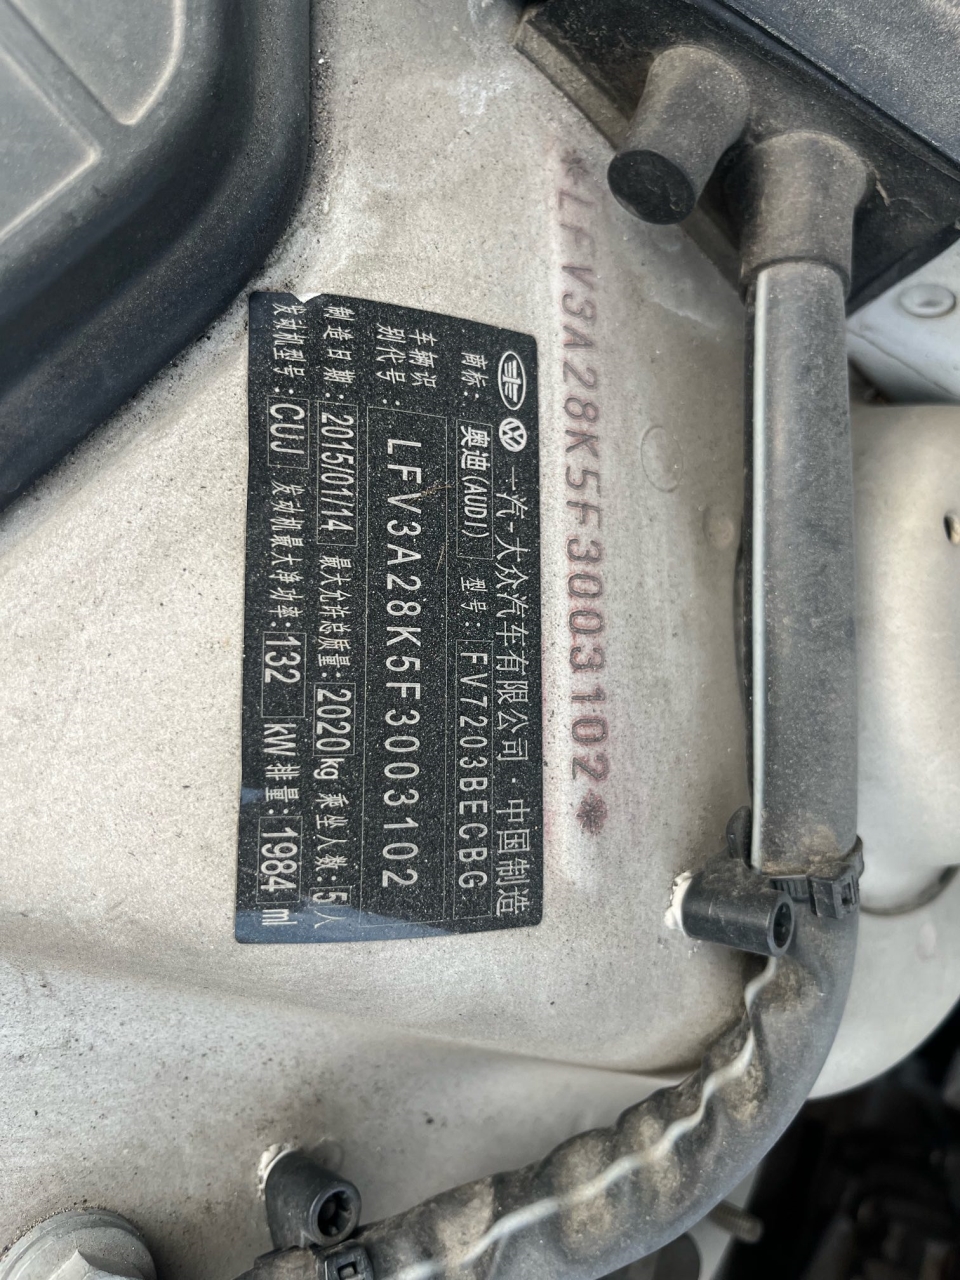 *LFV3A28K5F3003102*
一汽-大众汽车有限公司·中国制造
商标: 奥迪(AUDI) 型号: FV7203BECBG
车辆识别代号: LFV3A28K5F3003102
制造日期: 2015/01/14 最大允许总质量: 2020kg 乘坐人数: 5人
发动机型号: CUJ 发动机最大净功率: 132 kW 排量: 1984 ml